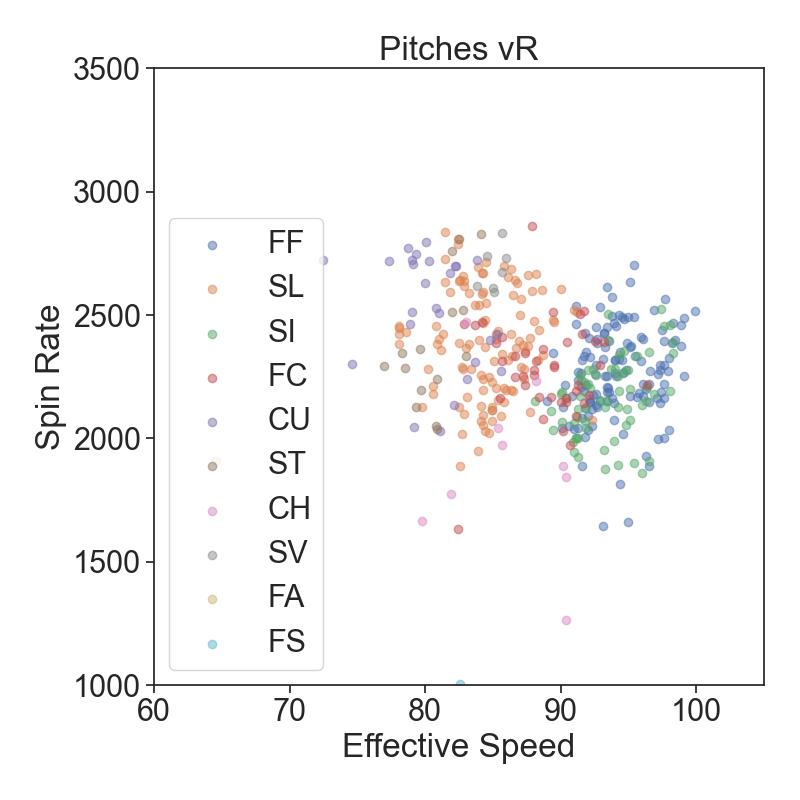 Pitches vR
3500
3000
2500
2000
1500
1000
Spin Rate
FF
SL
SI
FC
CU
ST
CH
SV
FA
FS
60 70 80 90 100
Effective Speed